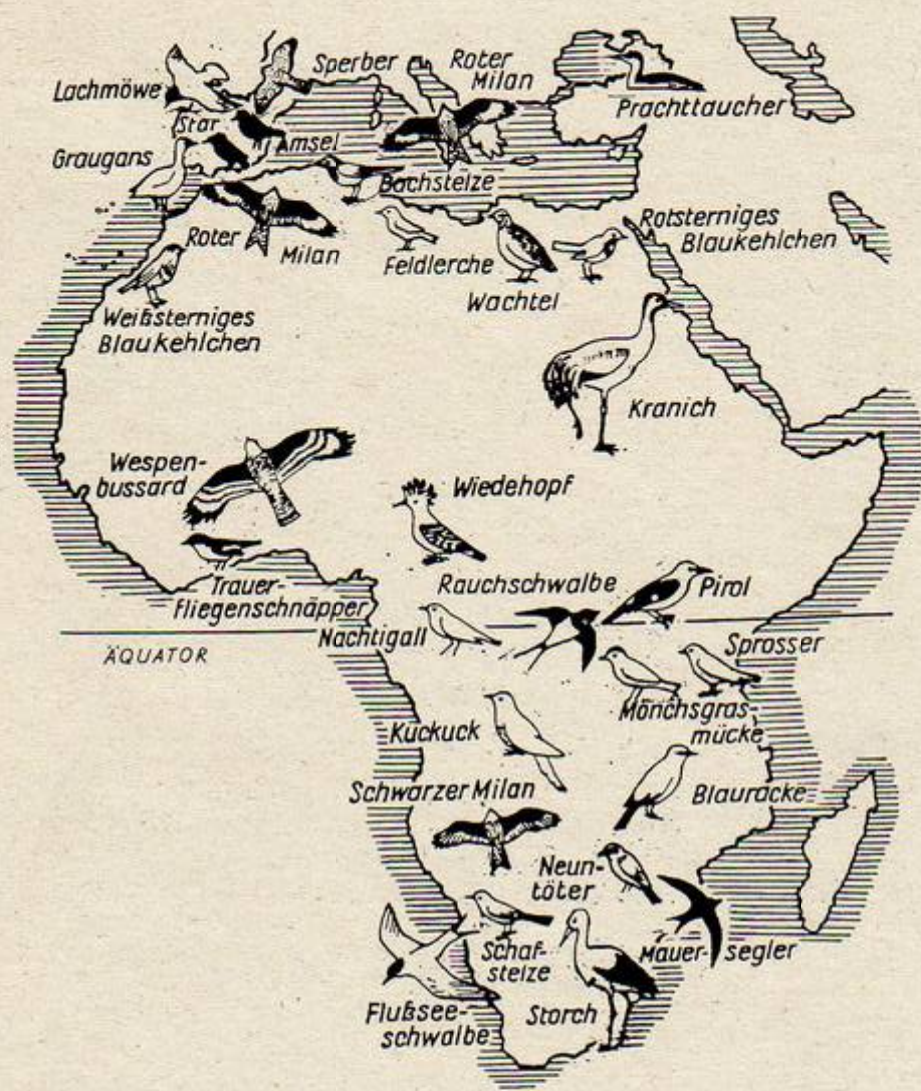 Lachmöwe
Sperber
Roter
Milan
Prachttaucher
Star
Amsel
Graugans
Bachstelze
Roter
Milan
Feldlerche
Wachtel
Rotsterniges
Blaukehlchen
Weißsterniges
Blaukehlchen
Kranich
Wespen-
bussard
Wiedehopf
Trauer-
fliegenschnäpper
Rauchschwalbe
Pirol
Nachtigall
ÄQUATOR
Sprosser
Mönchsgras-
mücke
Kuckuck
Schwarzer Milan
Blauracke
Neun-
töter
Schaf-
stelze
Mauer-segler
Flußsee-
schwalbe
Storch